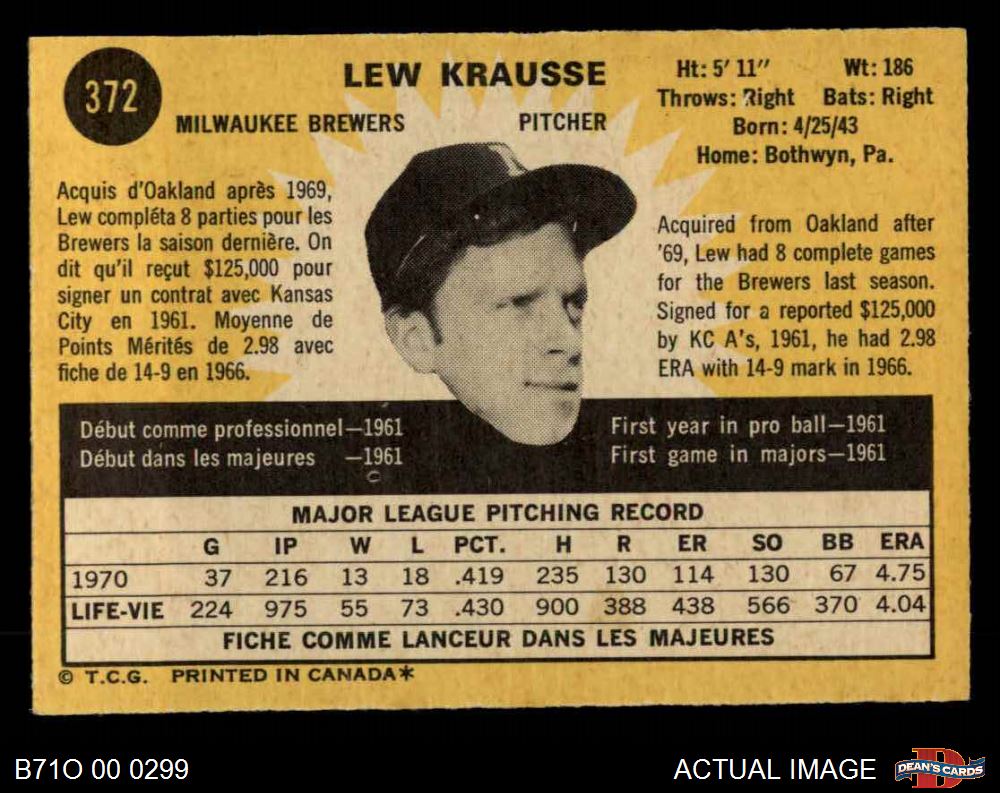 372
LEW KRAUSSE
MILWAUKEE BREWERS PITCHER
Ht: 5' 11" Wt: 186
Throws: Right Bats: Right
Born: 4/25/43
Home: Bothwyn, Pa.
Acquis d'Oakland après 1969,
Lew compléta 8 parties pour les
Brewers la saison dernière. On
dit qu'il reçut $125,000 pour
signer un contrat avec Kansas
City en 1961. Moyenne de
Points Mérités de 2.98 avec
fiche de 14-9 en 1966.
Acquired from Oakland after
'69, Lew had 8 complete games
for the Brewers last season.
Signed for a reported $125,000
by KC A's, 1961, he had 2.98
ERA with 14-9 mark in 1966.
Début comme professionnel—1961
Début dans les majeures —1961
First year in pro ball—1961
First game in majors—1961
MAJOR LEAGUE PITCHING RECORD
G IP W L PCT. H R ER SO BB ERA
1970 37 216 13 18 .419 235 130 114 130 67 4.75
LIFE-VIE 224 975 55 73 .430 900 388 438 566 370 4.04
FICHE COMME LANCEUR DANS LES MAJEURES
© T.C.G. PRINTED IN CANADA*
B71O 00 0299
ACTUAL IMAGE
DEAN'S CARDS